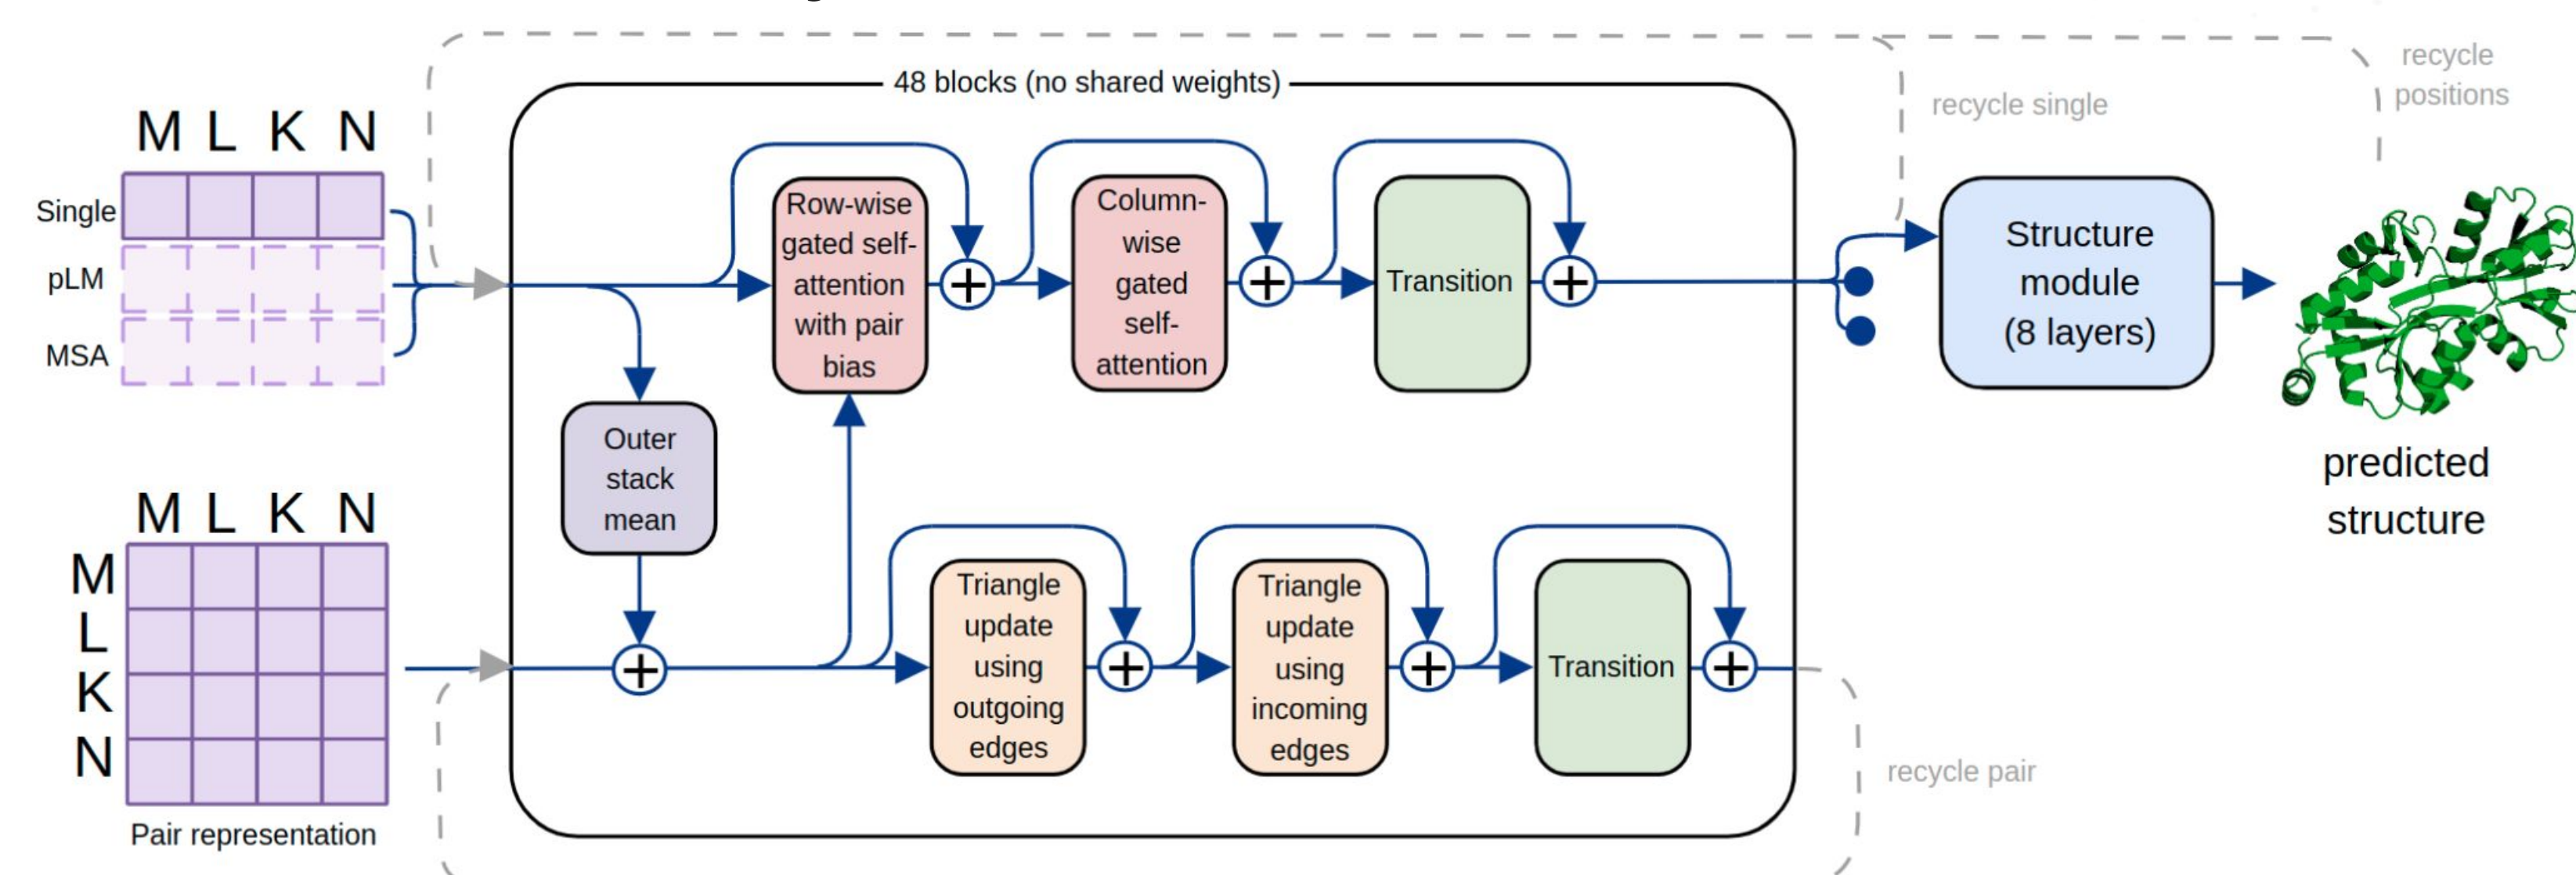 recycle
positions
48 blocks (no shared weights)
recycle single
M L K N
Single
pLM
MSA
Row-wise
gated self-
attention
with pair
bias
+
Column-
wise
gated
self-
attention
+
Transition
+
Structure
module
(8 layers)
predicted
structure
Outer
stack
mean
M L K N
M
L
K
N
Pair representation
+
Triangle
update
using
outgoing
edges
+
Triangle
update
using
incoming
edges
+
Transition
+
recycle pair